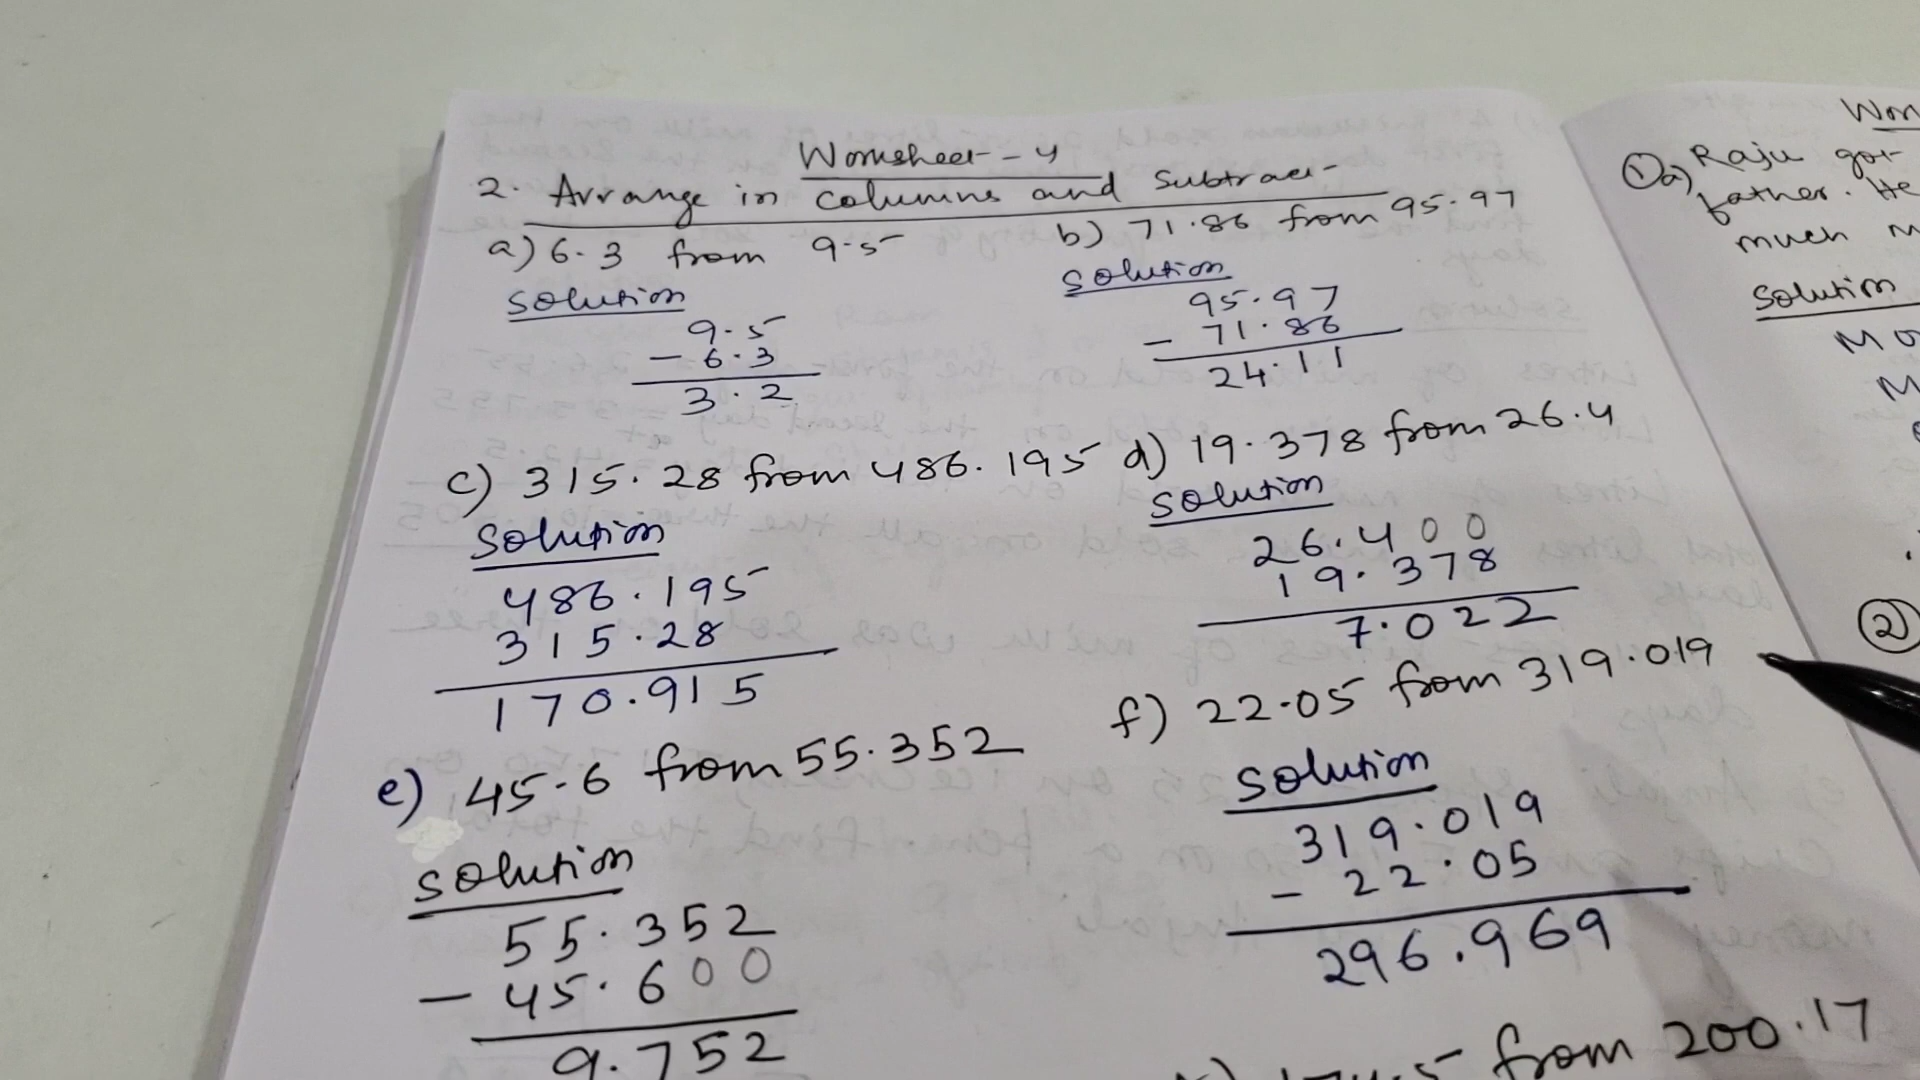 Worksheet - 4
2. Arrange in columns and Subtract
a) 6.3 from 9.5
Solution
9.5
- 6.3
3.2
b) 71.86 from 95.97
Solution
95.97
- 71.86
24.11
c) 315.28 from 486.195
Solution
486.195
315.28
170.915
d) 19.378 from 26.4
Solution
26.400
19.378
7.022
e) 45.6 from 55.352
Solution
55.352
- 45.600
9.752
f) 22.05 from 319.019
Solution
319.019
- 22.05
296.969
from 200.17
Wor
1 a) Raju got
father. He
much m
Solution
Mo
M
2